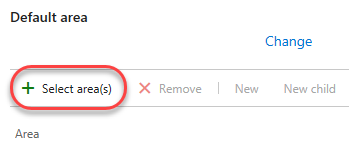 Default area
Change
Select area(s) Remove New New child
Area